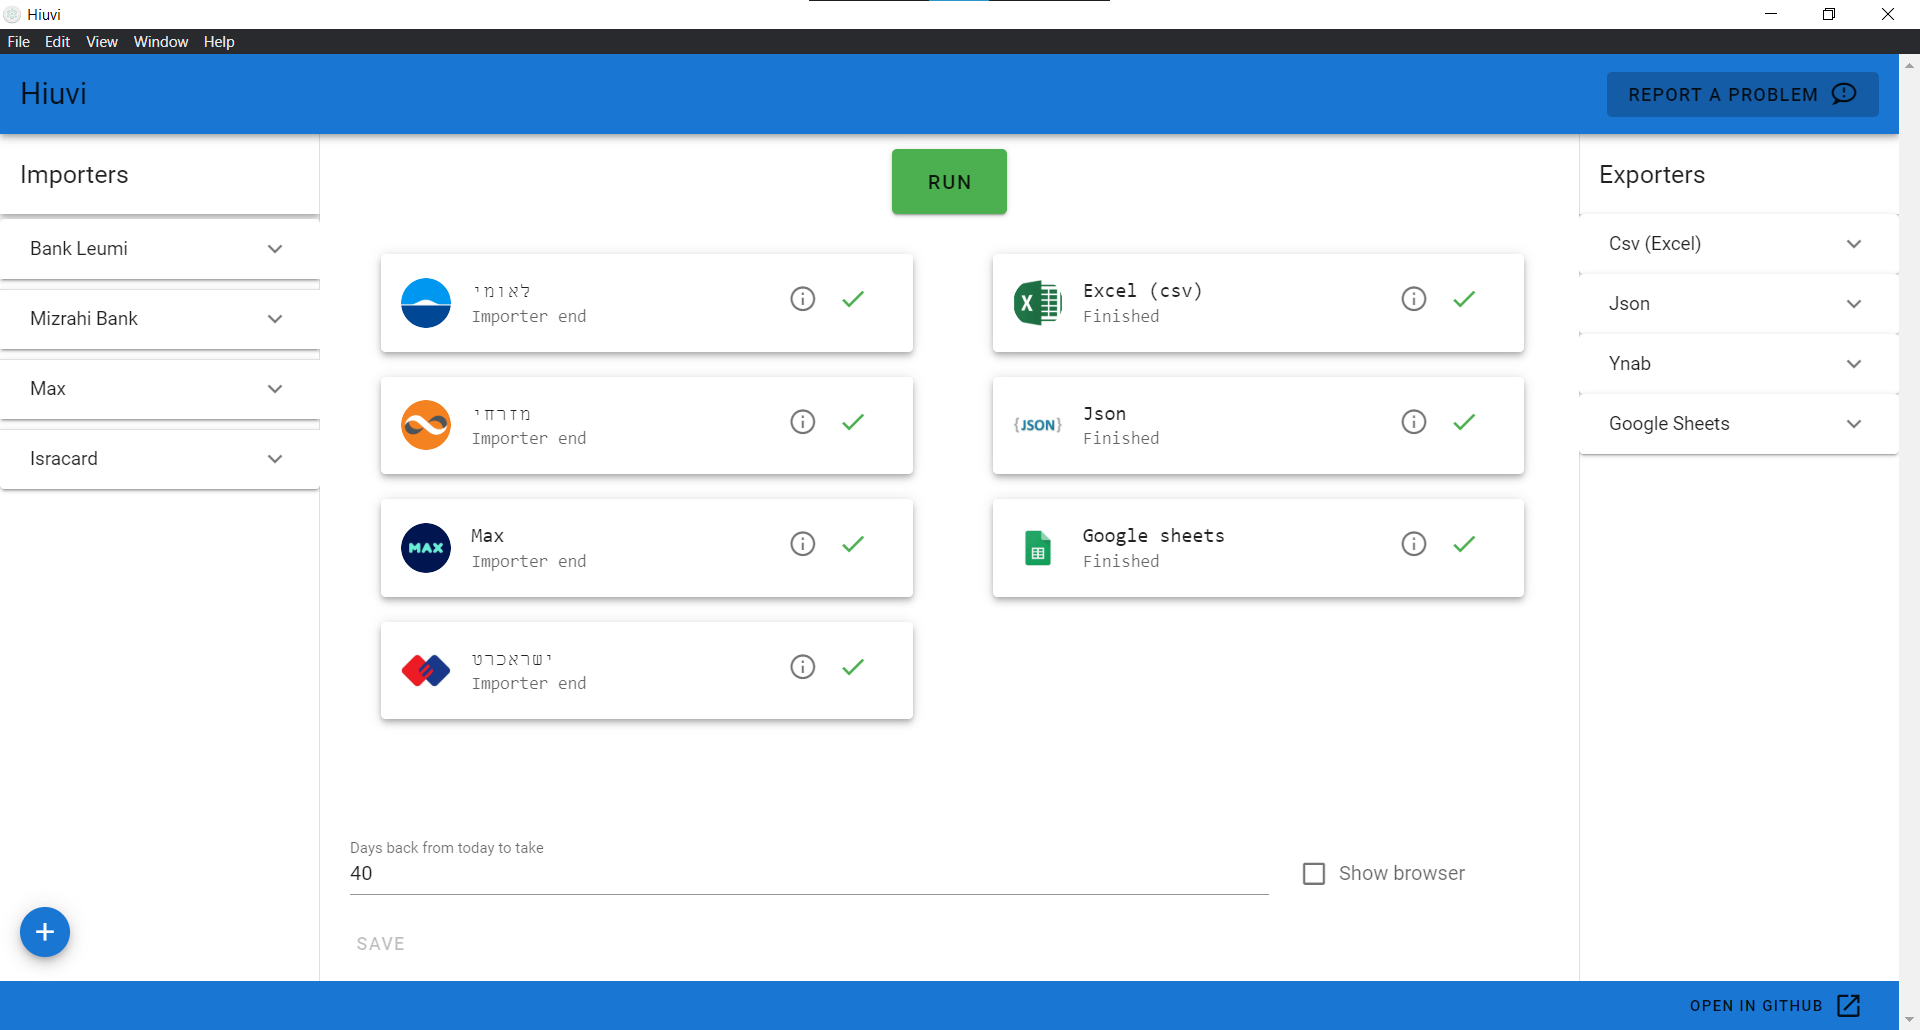 Hiuvi
File Edit View Window Help
Hiuvi
REPORT A PROBLEM
Importers
Bank Leumi
Mizrahi Bank
Max
Isracard
RUN
לאומי
Importer end
מזרחי
Importer end
MAX
Max
Importer end
ישראכרט
Importer end
X
Excel (csv)
Finished
{JSON}
Json
Finished
Google sheets
Finished
Exporters
Csv (Excel)
Json
Ynab
Google Sheets
Days back from today to take
40
Show browser
SAVE
OPEN IN GITHUB